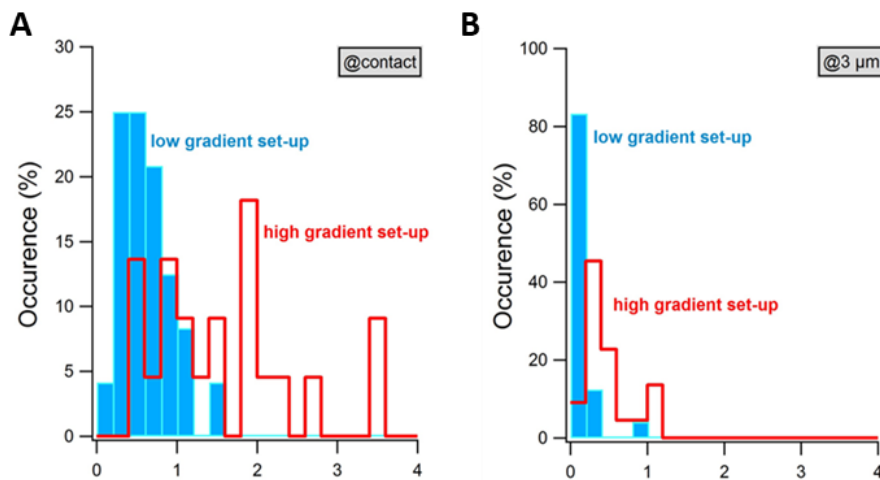 A
30
@contact
25
low gradient set-up
20
high gradient set-up
15
10
5
0
Occurence (%)
0 1 2 3 4
B
100
@3 µm
80
low gradient set-up
60
40
high gradient set-up
20
0
Occurence (%)
0 1 2 3 4